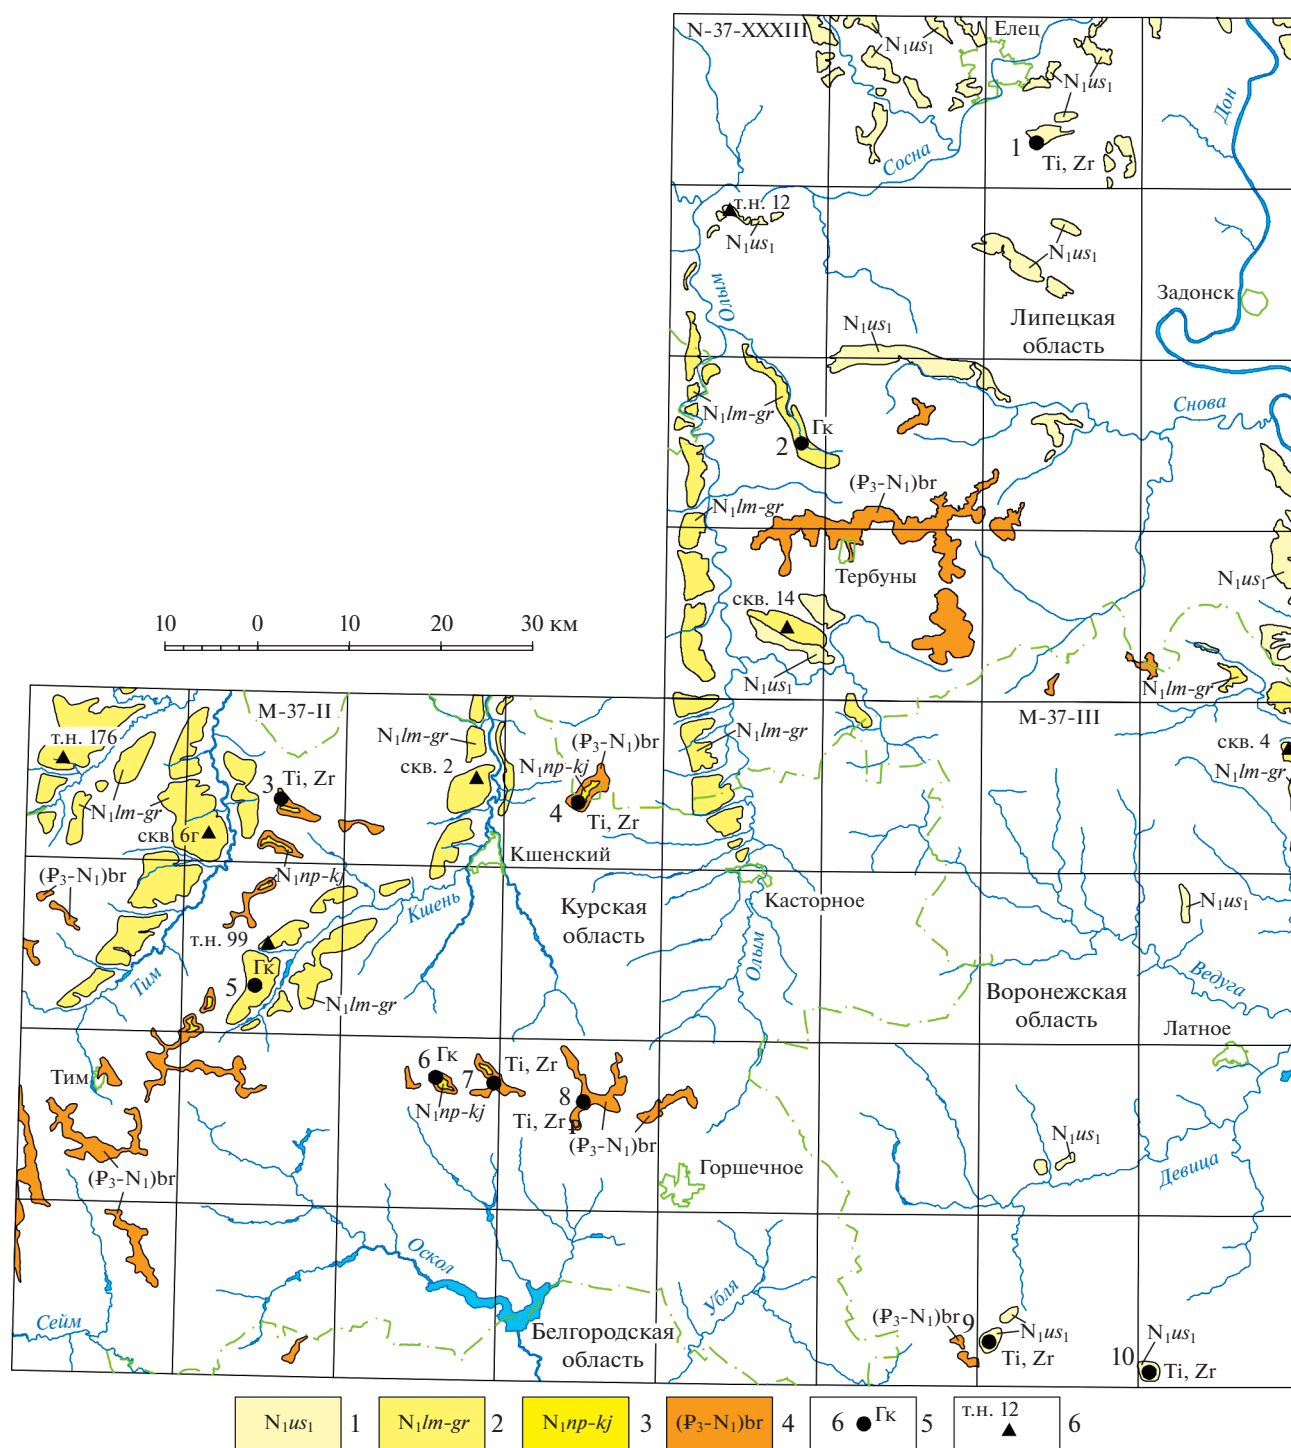 N-37-XXXIII
Елец
N₁us₁
N₁us₁
N₁us₁
Дон
Сосна
1
Ti, Zr
т.н. 12
N₁us₁
N₁us₁
Олым
Задонск
Липецкая
область
N₁us₁
N₁lm-gr
Гк
2
Снова
(₽₃-N₁)br
N₁lm-gr
Тербуны
N₁us₁
скв. 14
10 0 10 20 30 км
N₁us₁
N₁lm-gr
М-37-II
М-37-III
т.н. 176
N₁lm-gr
(₽₃-N₁)br
N₁lm-gr
скв. 4
скв. 2
N₁np-kj
N₁lm-gr
3
Ti, Zr
N₁lm-gr
4
Ti, Zr
скв. 6г
Кшенский
N₁np-kj
(₽₃-N₁)br
Кшень
Курская
область
Касторное
N₁us₁
т.н. 99
Тим
Гк
5
N₁lm-gr
Олым
Ведуга
Воронежская
область
Латное
Тим
6
Гк
7
Ti, Zr
N₁np-kj
8
Ti, Zr
(₽₃-N₁)br
N₁us₁
Девица
(₽₃-N₁)br
Горшечное
Оскол
Убля
Сейм
Белгородская
область
(₽₃-N₁)br
9
N₁us₁
Ti, Zr
N₁us₁
10
Ti, Zr
N₁us₁ 1 N₁lm-gr 2 N₁np-kj 3 (₽₃-N₁)br 4 6 Гк 5 т.н. 12 6